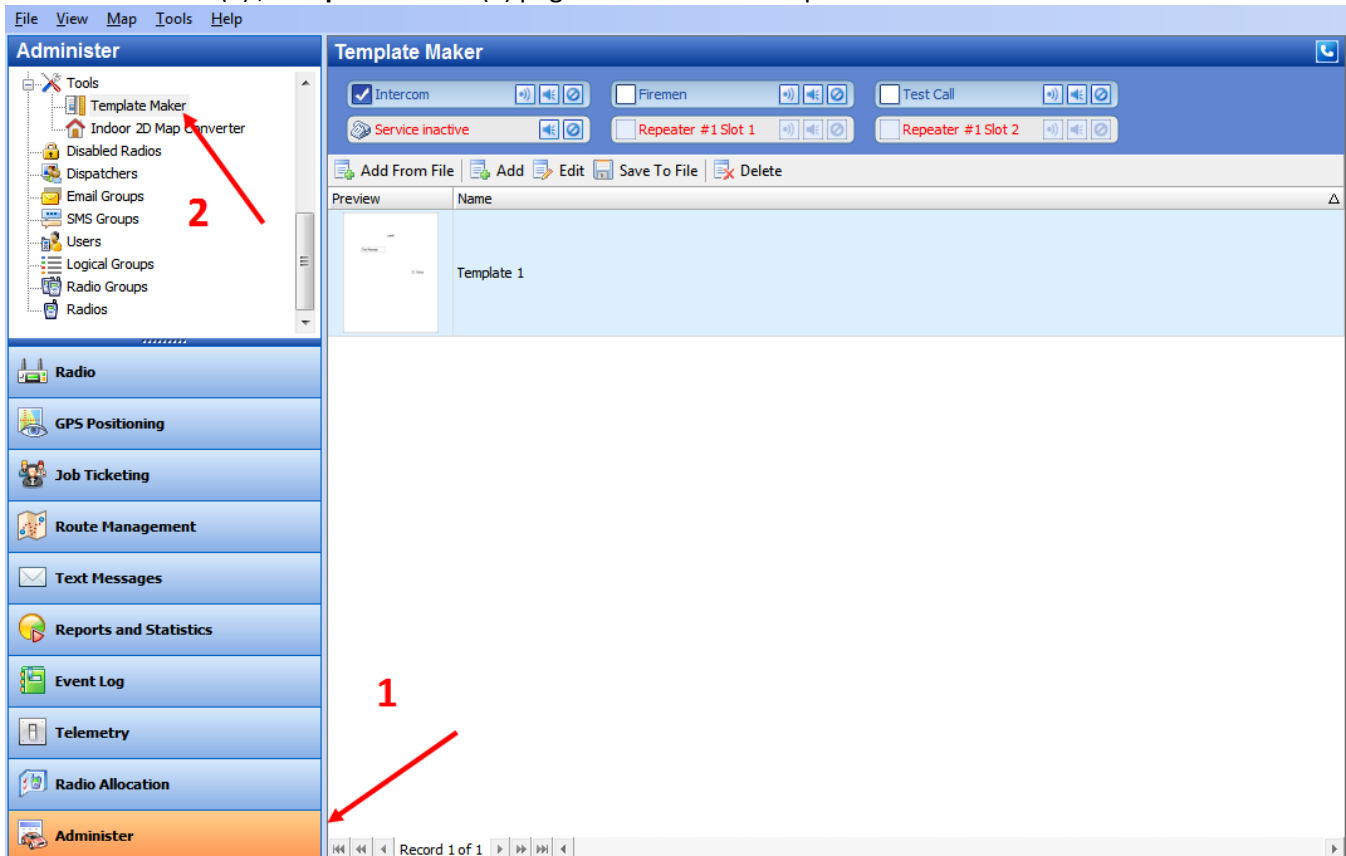 File View Map Tools Help
Administer
Template Maker
Tools
Template Maker
Indoor 2D Map Converter
Disabled Radios
Dispatchers
Email Groups
SMS Groups
Users
Logical Groups
Radio Groups
Radios
2
Intercom Firemen Test Call
Service inactive Repeater #1 Slot 1 Repeater #1 Slot 2
Add From File Add Edit Save To File Delete
Preview Name
Template 1
Radio
GPS Positioning
Job Ticketing
Route Management
Text Messages
Reports and Statistics
Event Log
Telemetry
Radio Allocation
Administer
1
Record 1 of 1